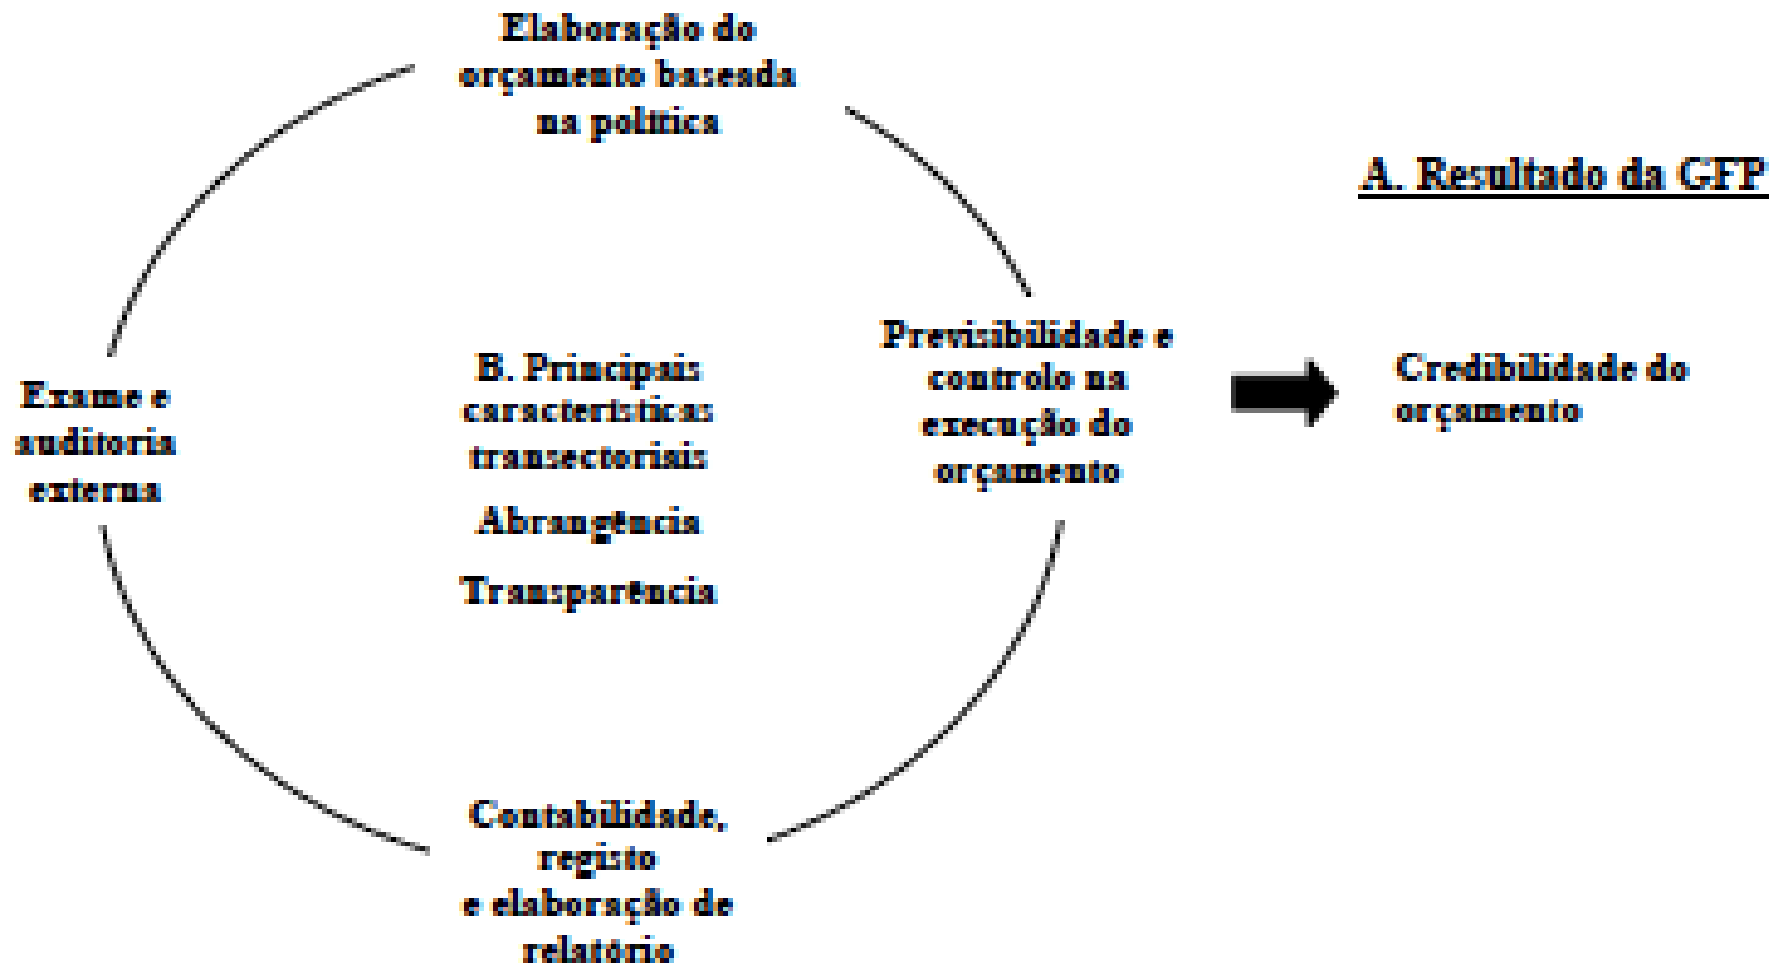 Elaboração do
orçamento baseada
na política
A. Resultado da GFP
Previsibilidade e
controlo na
execução do
orçamento
Credibilidade do
orçamento
B. Principais
características
transectoriais
Abrangência
Transparência
Exame e
auditoria
externa
Contabilidade,
registo
e elaboração de
relatório